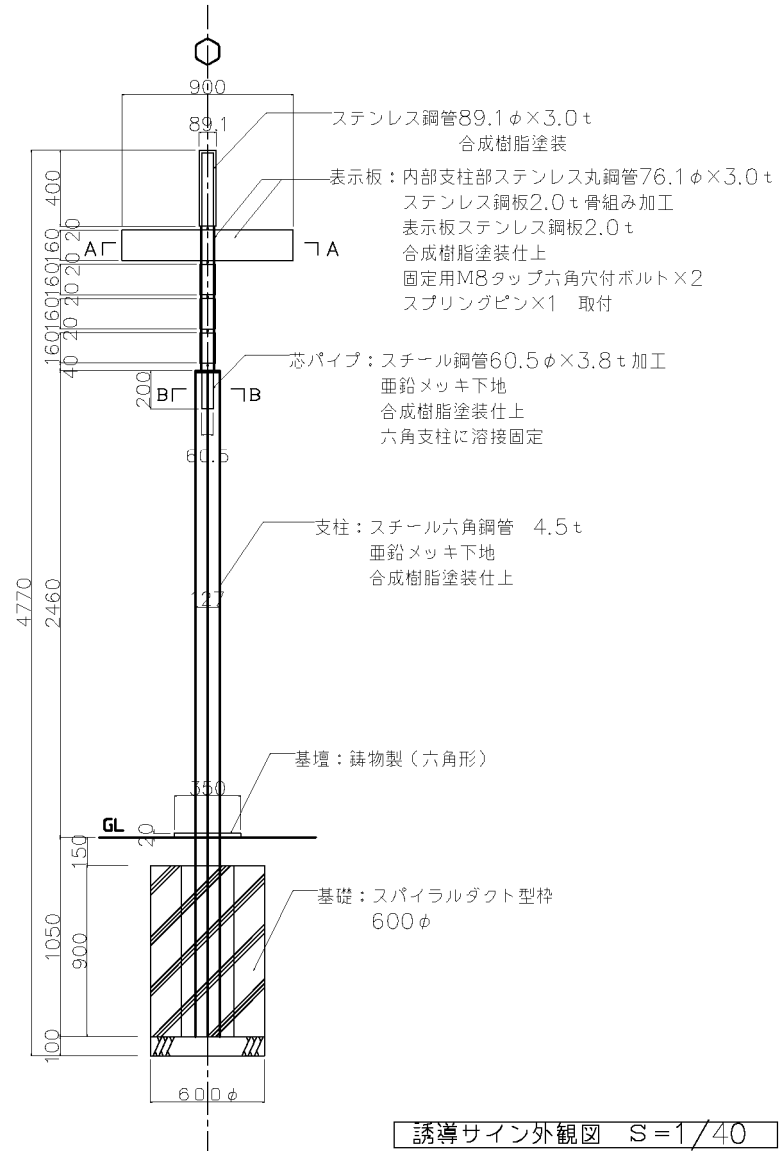 900
89.1
ステンレス鋼管89.1φ×3.0t
合成樹脂塗装
400
表示板：内部支柱部ステンレス丸鋼管76.1φ×3.0t
ステンレス鋼板2.0t骨組み加工
表示板ステンレス鋼板2.0t
合成樹脂塗装仕上
固定用M8タップ六角穴付ボルト×2
スプリングピン×1　取付
20
160
A A
20
160
20
160
20
160
40
芯パイプ：スチール鋼管60.5φ×3.8t加工
亜鉛メッキ下地
合成樹脂塗装仕上
六角支柱に溶接固定
200
B B
60.5
支柱：スチール六角鋼管　4.5t
亜鉛メッキ下地
合成樹脂塗装仕上
127
4770
2460
基壇：鋳物製（六角形）
350
GL
20
150
基礎：スパイラルダクト型枠
600φ
1050
900
100
600φ
誘導サイン外観図　S=1/40